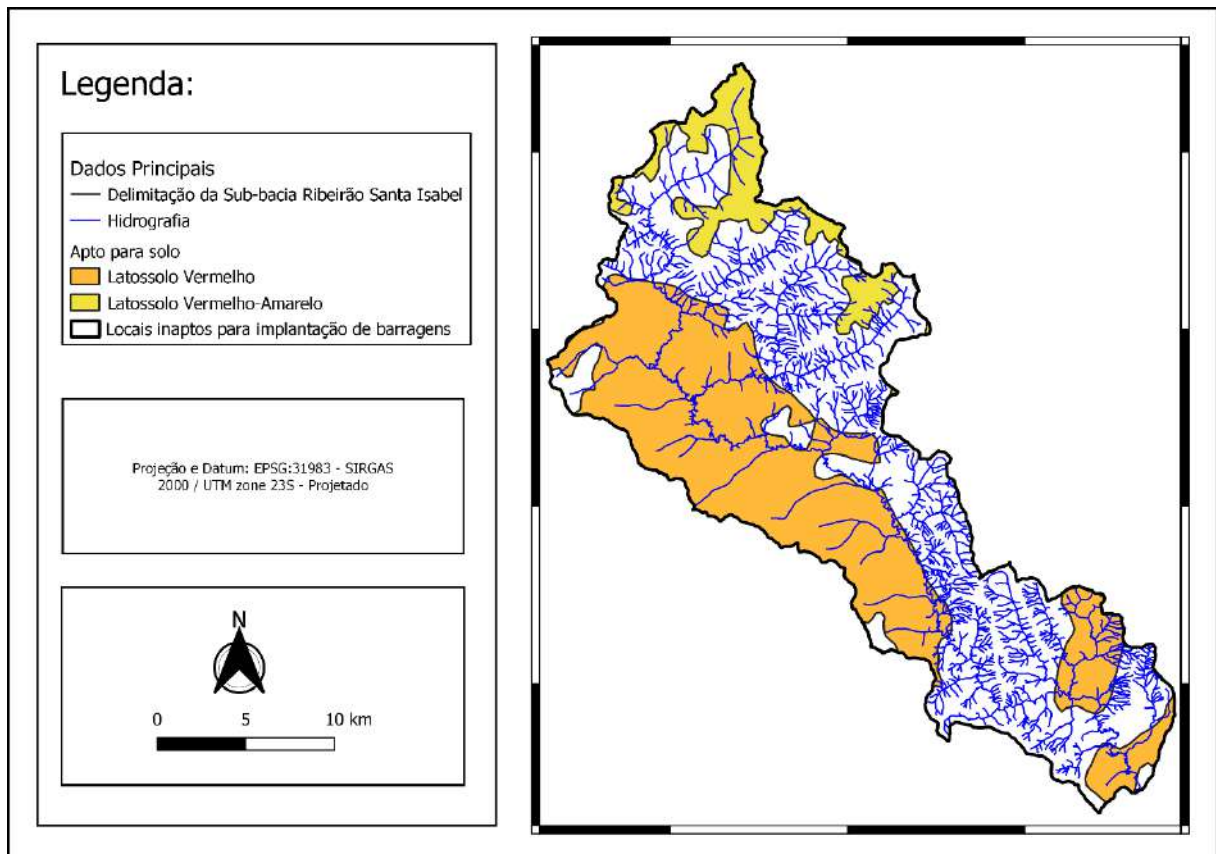 Legenda:
Dados Principais
Delimitação da Sub-bacia Ribeirão Santa Isabel
Hidrografia
Apto para solo
Latossolo Vermelho
Latossolo Vermelho-Amarelo
Locais inaptos para implantação de barragens
Projeção e Datum: EPSG:31983 - SIRGAS
2000 / UTM zone 23S - Projetado
N
0 5 10 km